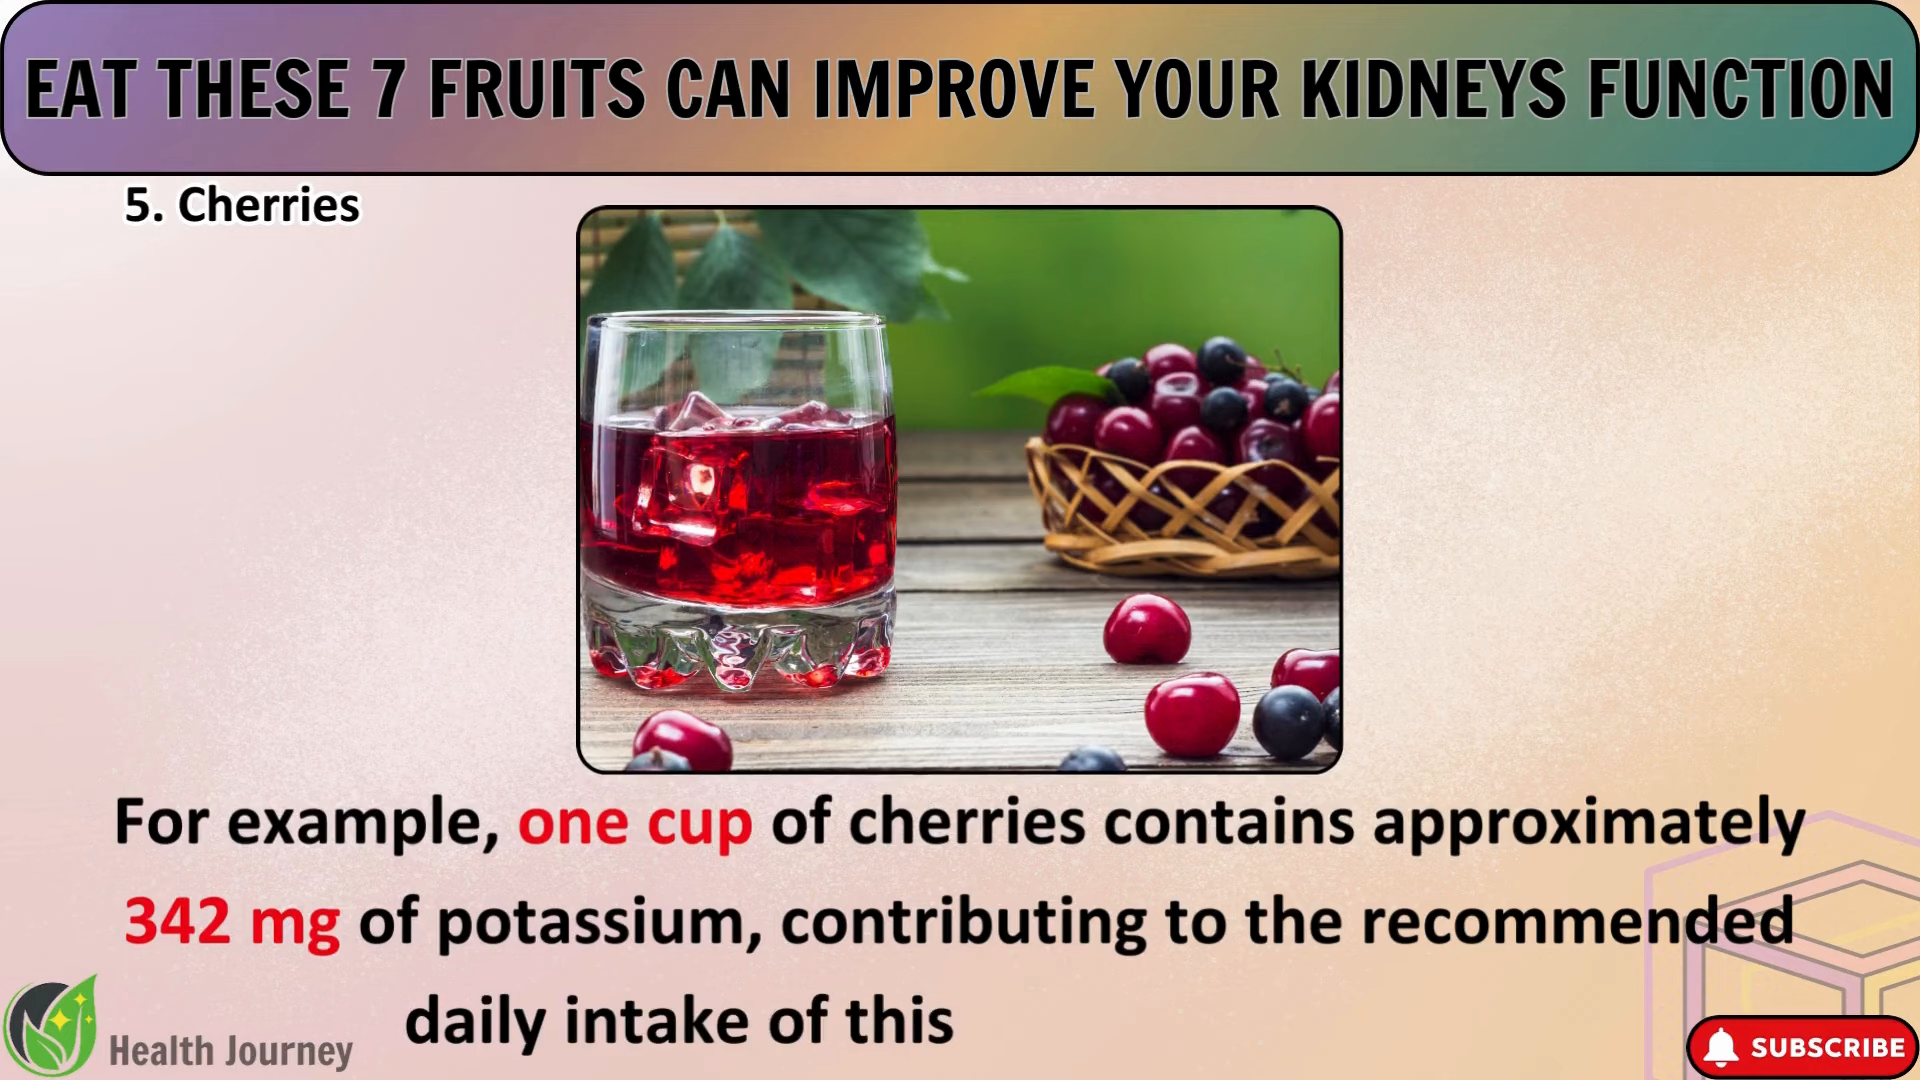 EAT THESE 7 FRUITS CAN IMPROVE YOUR KIDNEYS FUNCTION
5. Cherries
For example, one cup of cherries contains approximately
342 mg of potassium, contributing to the recommended
daily intake of this
Health Journey
SUBSCRIBE